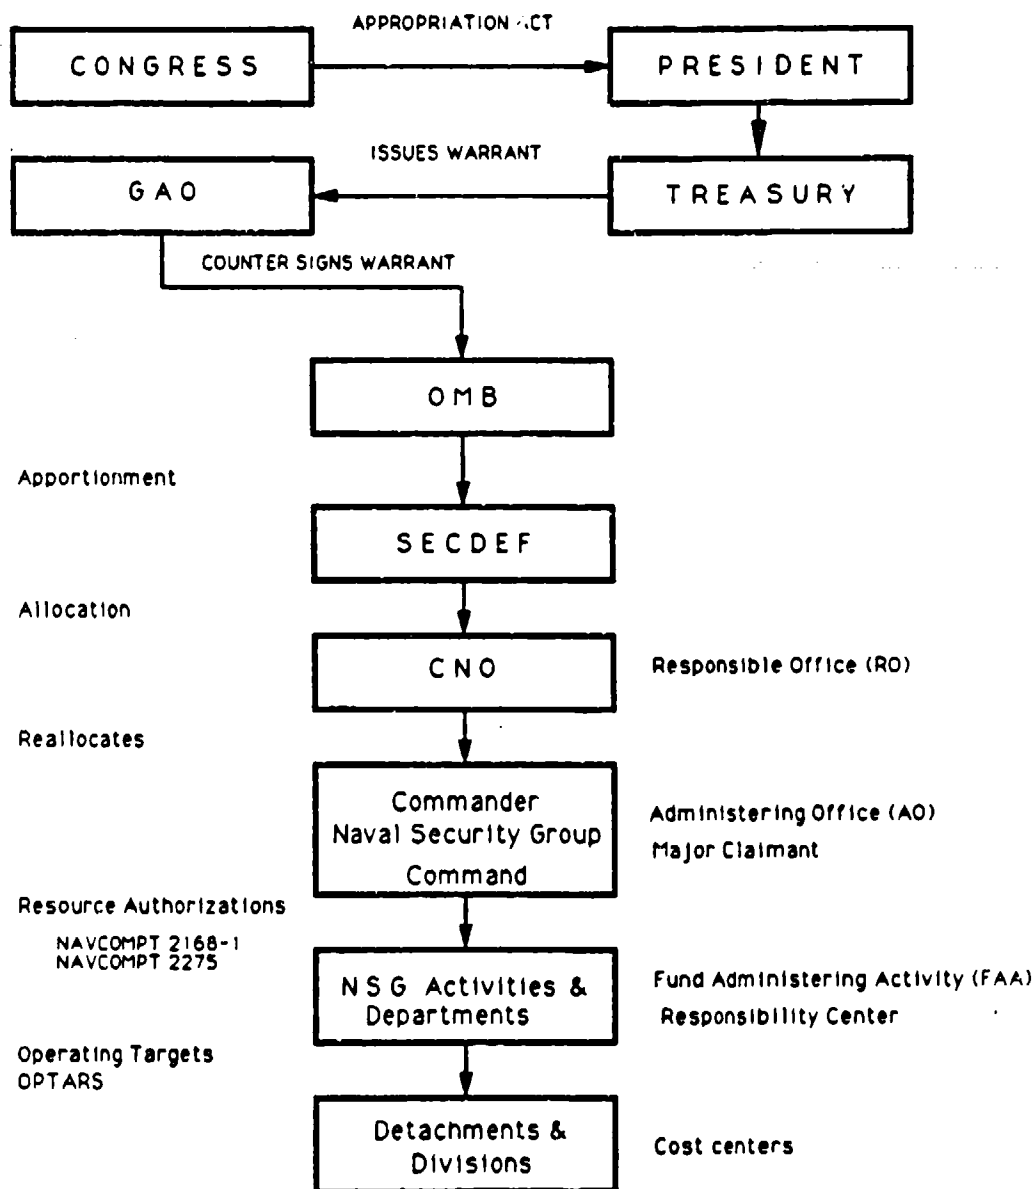 APPROPRIATION ACT
CONGRESS
PRESIDENT
ISSUES WARRANT
GAO
TREASURY
COUNTER SIGNS WARRANT
OMB
Apportionment
SECDEF
Allocation
CNO
Responsible Office (RO)
Reallocates
Commander
Naval Security Group
Command
Administering Office (AO)
Major Claimant
Resource Authorizations
NAVCOMPT 2168-1
NAVCOMPT 2275
NSG Activities &
Departments
Fund Administering Activity (FAA)
Responsibility Center
Operating Targets
OPTARS
Detachments &
Divisions
Cost centers